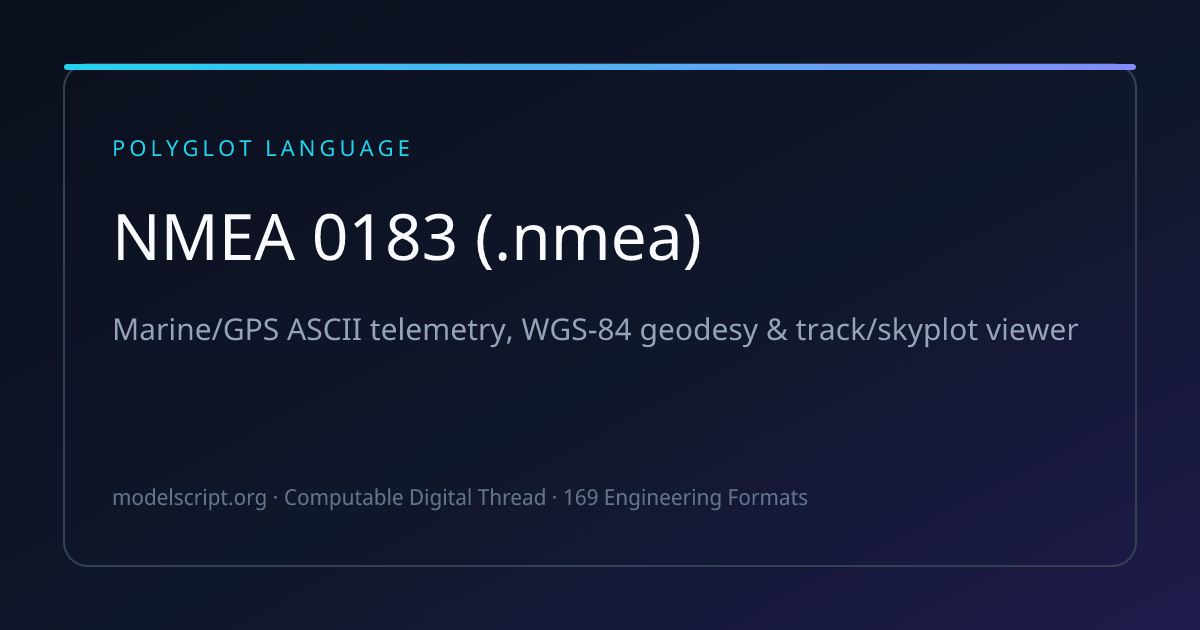 POLYGLOT LANGUAGE
NMEA 0183 (.nmea)
Marine/GPS ASCII telemetry, WGS-84 geodesy & track/skyplot viewer
modelscript.org · Computable Digital Thread · 169 Engineering Formats